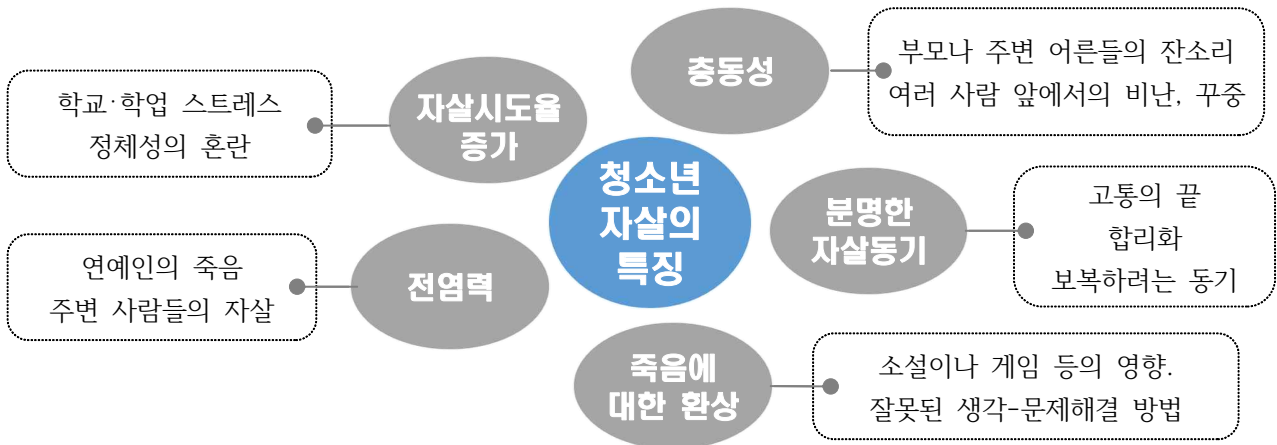 청소년
자살의
특징
충동성
부모나 주변 어른들의 잔소리
여러 사람 앞에서의 비난, 꾸중
자살시도율
증가
학교·학업 스트레스
정체성의 혼란
분명한
자살동기
고통의 끝
합리화
보복하려는 동기
전염력
연예인의 죽음
주변 사람들의 자살
죽음에
대한 환상
소설이나 게임 등의 영향.
잘못된 생각-문제해결 방법